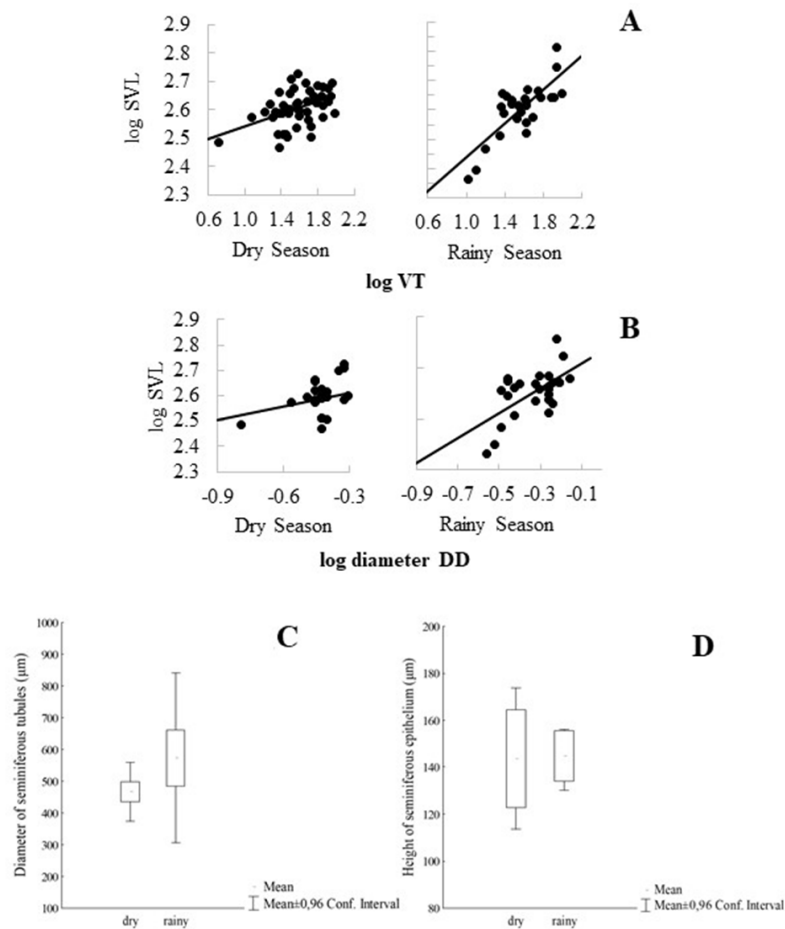 A
log SVL
2.9
2.8
2.7
2.6
2.5
2.4
2.3
0.6 1.0 1.4 1.8 2.2
0.6 1.0 1.4 1.8 2.2
Dry Season
Rainy Season
log VT
B
log SVL
2.9
2.8
2.7
2.6
2.5
2.4
2.3
-0.9 -0.6 -0.3
-0.9 -0.7 -0.5 -0.3 -0.1
Dry Season
Rainy Season
log diameter DD
C
Diameter of seminiferous tubules (µm)
1000
900
800
700
600
500
400
300
200
100
dry rainy
Mean
Mean±0,96 Conf. Interval
D
Height of seminiferous epithelium (µm)
200
180
160
140
120
100
80
dry rainy
Mean
Mean±0,96 Conf. Interval